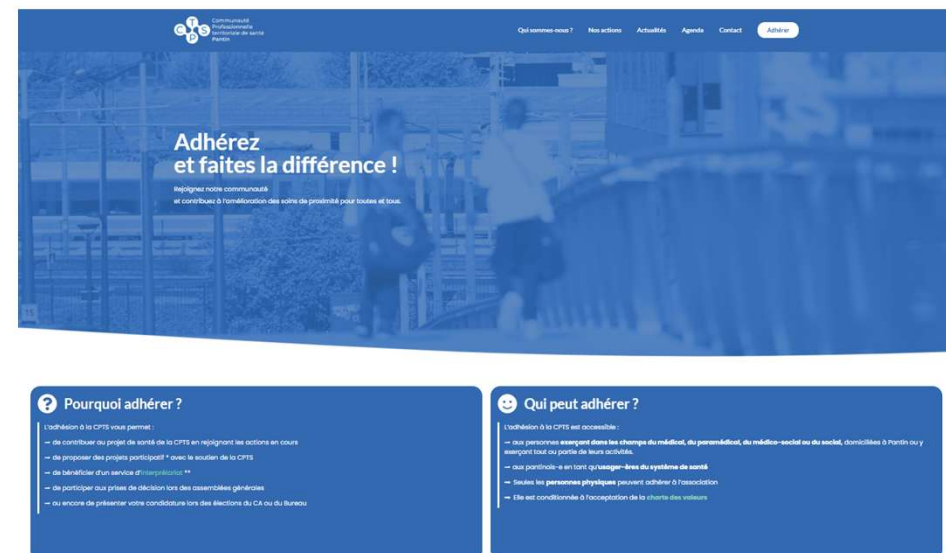 Communauté
Professionnelle
territoriale de santé
Pantin
C T P S
Qui sommes-nous ?
Nos actions
Actualités
Agenda
Contact
Adhérer
Adhérez
et faites la différence !
Rejoignez notre communauté
et contribuez à l'amélioration des soins de proximité pour toutes et tous.
15
Pourquoi adhérer ?
L'adhésion à la CPTS vous permet :
→ de contribuer au projet de santé de la CPTS en rejoignant les actions en cours
→ de proposer des projets participatif * avec le soutien de la CPTS
→ de bénéficier d'un service d'interprétariat **
→ de participer aux prises de décision lors des assemblées générales
→ ou encore de présenter votre candidature lors des élections du CA ou du Bureau
Qui peut adhérer ?
L'adhésion à la CPTS est accessible :
→ aux personnes exerçant dans les champs du médical, du paramédical, du médico-social ou du social, domiciliées à Pantin ou y
exerçant tout ou partie de leurs activités.
→ aux pantinois-e en tant qu'usager-ères du système de santé
→ Seules les personnes physiques peuvent adhérer à l'association
→ Elle est conditionnée à l'acceptation de la charte des valeurs